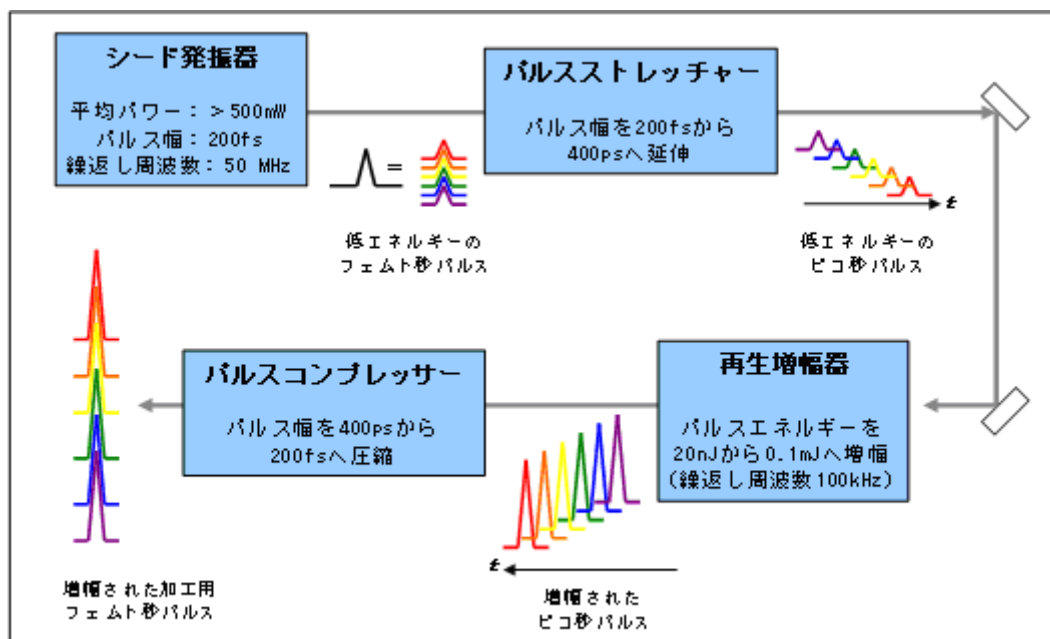 シード発振器
平均パワー：＞500mW
パルス幅：200fs
繰返し周波数：50 MHz
パルスストレッチャー
パルス幅を200fsから
400psへ延伸
=
低エネルギーの
フェムト秒パルス
t
低エネルギーの
ピコ秒パルス
再生増幅器
パルスエネルギーを
20nJから0.1mJへ増幅
（繰返し周波数100kHz）
パルスコンプレッサー
パルス幅を400psから
200fsへ圧縮
t
増幅された
ピコ秒パルス
増幅された加工用
フェムト秒パルス